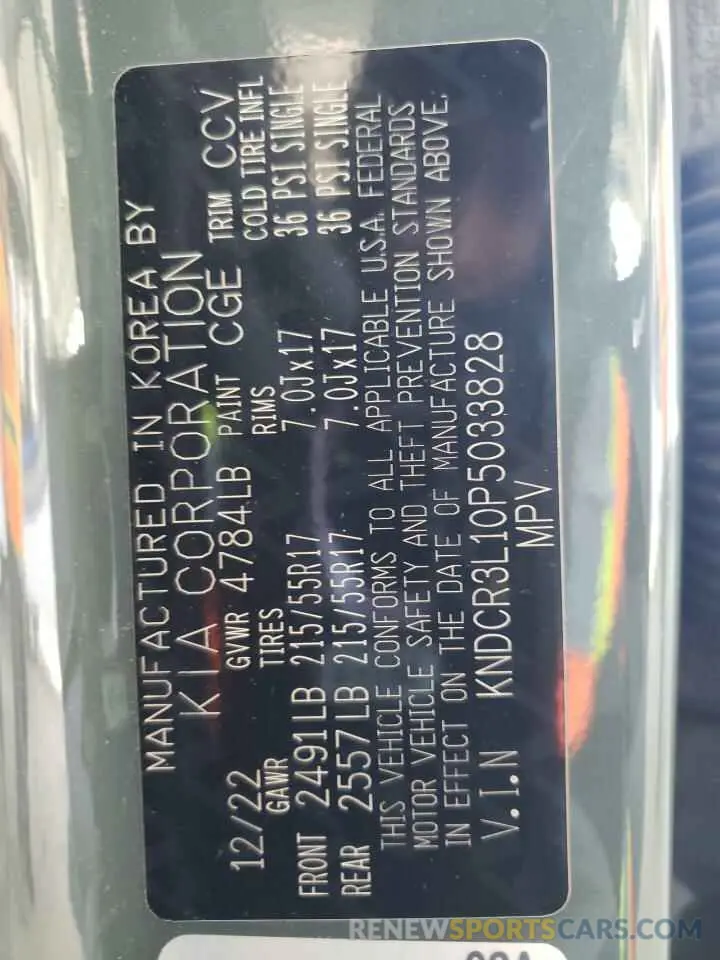 MANUFACTURED IN KOREA BY
KIA CORPORATION
12/22 GVWR 4784LB PAINT CGE TRIM CCV
GAWR TIRES RIMS COLD TIRE INFL
FRONT 2491LB 215/55R17 7.0Jx17 36 PSI SINGLE
REAR 2557LB 215/55R17 7.0Jx17 36 PSI SINGLE
THIS VEHICLE CONFORMS TO ALL APPLICABLE U.S.A. FEDERAL
MOTOR VEHICLE SAFETY AND THEFT PREVENTION STANDARDS
IN EFFECT ON THE DATE OF MANUFACTURE SHOWN ABOVE.
V.I.N KNDCR3L10P5033828
MPV
RENEWSPORTSCARS.COM